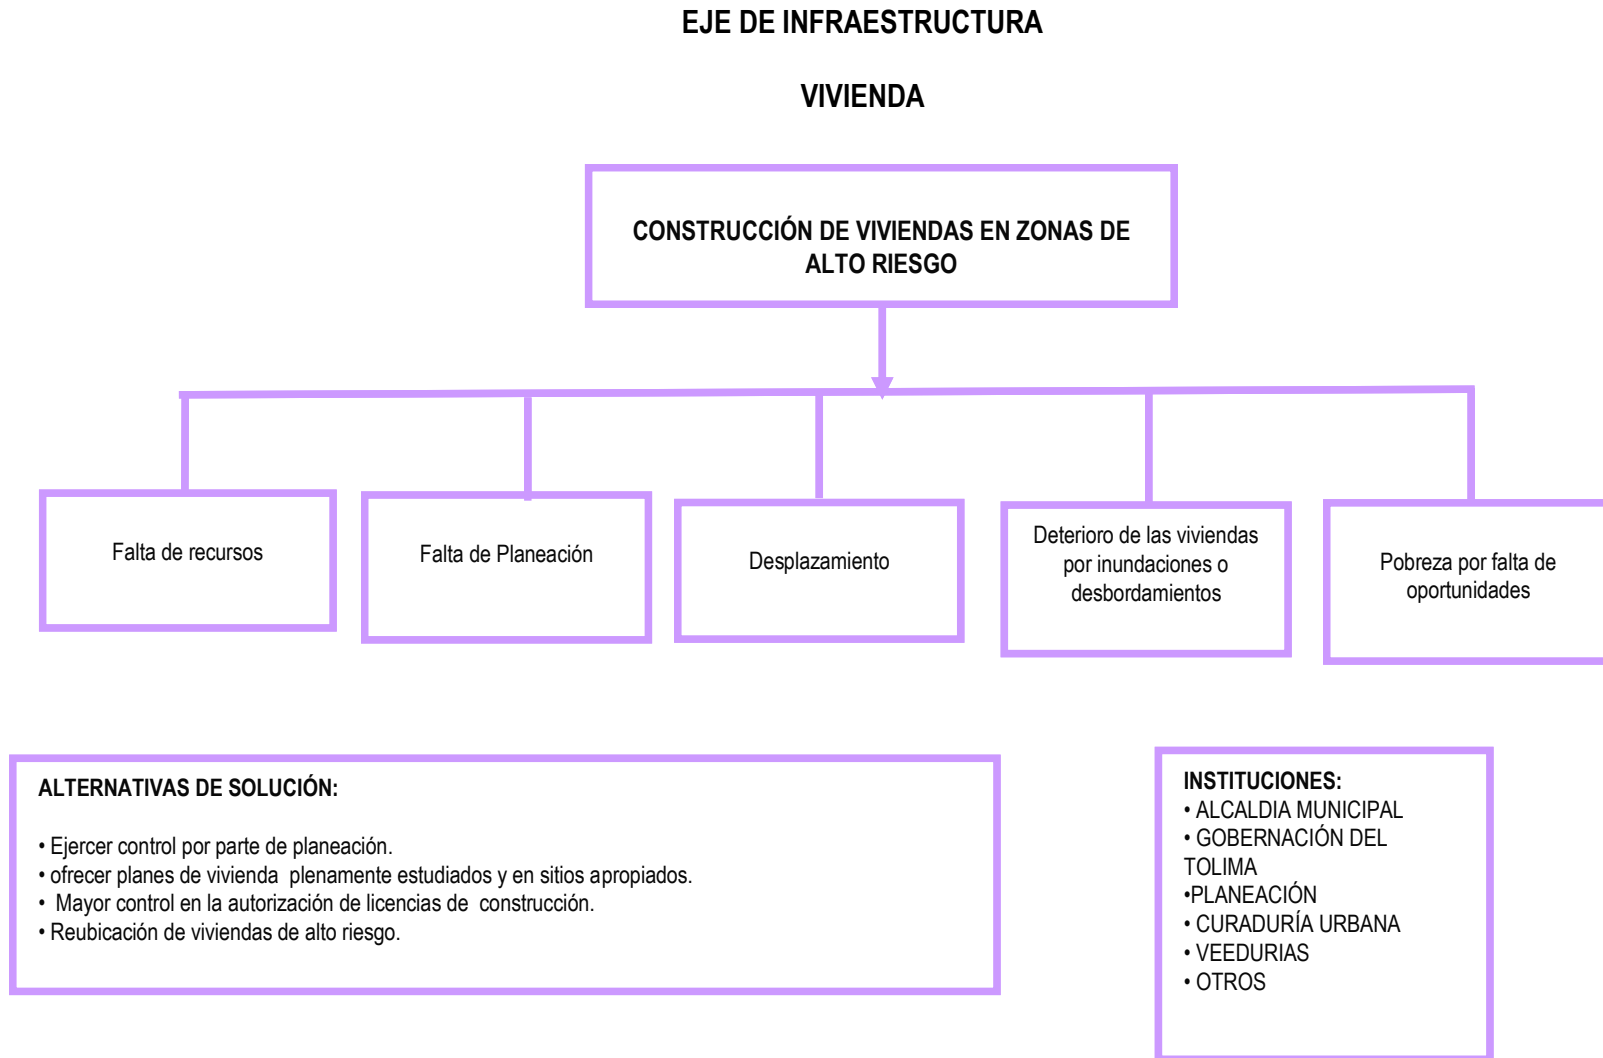 EJE DE INFRAESTRUCTURA
VIVIENDA
CONSTRUCCIÓN DE VIVIENDAS EN ZONAS DE
ALTO RIESGO
Falta de recursos
Falta de Planeación
Desplazamiento
Deterioro de las viviendas
por inundaciones o
desbordamientos
Pobreza por falta de
oportunidades
ALTERNATIVAS DE SOLUCIÓN:
• Ejercer control por parte de planeación.
• ofrecer planes de vivienda  plenamente estudiados y en sitios apropiados.
•  Mayor control en la autorización de licencias de  construcción.
• Reubicación de viviendas de alto riesgo.
INSTITUCIONES:
• ALCALDIA MUNICIPAL
• GOBERNACIÓN DEL
TOLIMA
•PLANEACIÓN
• CURADURÍA URBANA
• VEEDURIAS
• OTROS